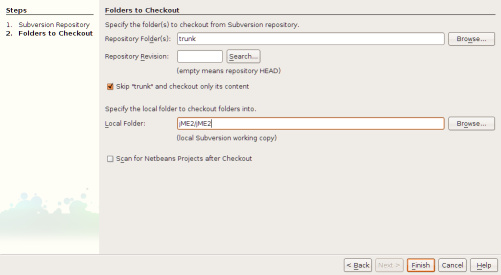 Steps
1. Subversion Repository
2. Folders to Checkout
Folders to Checkout
Specify the folder(s) to checkout from Subversion repository.
Repository Folder(s): trunk Browse...
Repository Revision: Search...
(empty means repository HEAD)
Skip "trunk" and checkout only its content
Specify the local folder to checkout folders into.
Local Folder: jME2/jME2 Browse...
(local Subversion working copy)
Scan for Netbeans Projects after Checkout
< Back Next > Finish Cancel Help